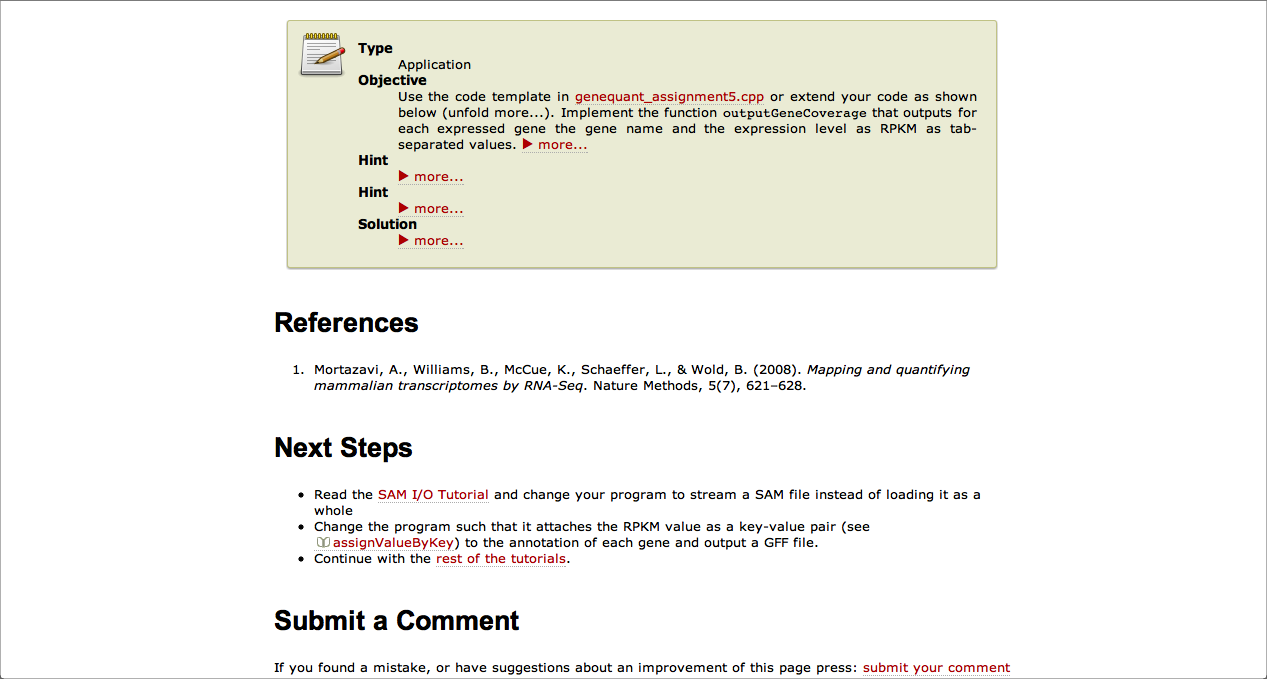 Type
Application
Objective
Use the code template in genequant_assignment5.cpp or extend your code as shown
below (unfold more...). Implement the function outputGeneCoverage that outputs for
each expressed gene the gene name and the expression level as RPKM as tab-
separated values. ▶ more...
Hint
▶ more...
Hint
▶ more...
Solution
▶ more...
References
1. Mortazavi, A., Williams, B., McCue, K., Schaeffer, L., & Wold, B. (2008). Mapping and quantifying
mammalian transcriptomes by RNA-Seq. Nature Methods, 5(7), 621–628.
Next Steps
• Read the SAM I/O Tutorial and change your program to stream a SAM file instead of loading it as a
whole
• Change the program such that it attaches the RPKM value as a key-value pair (see
assignValueByKey) to the annotation of each gene and output a GFF file.
• Continue with the rest of the tutorials.
Submit a Comment
If you found a mistake, or have suggestions about an improvement of this page press: submit your comment